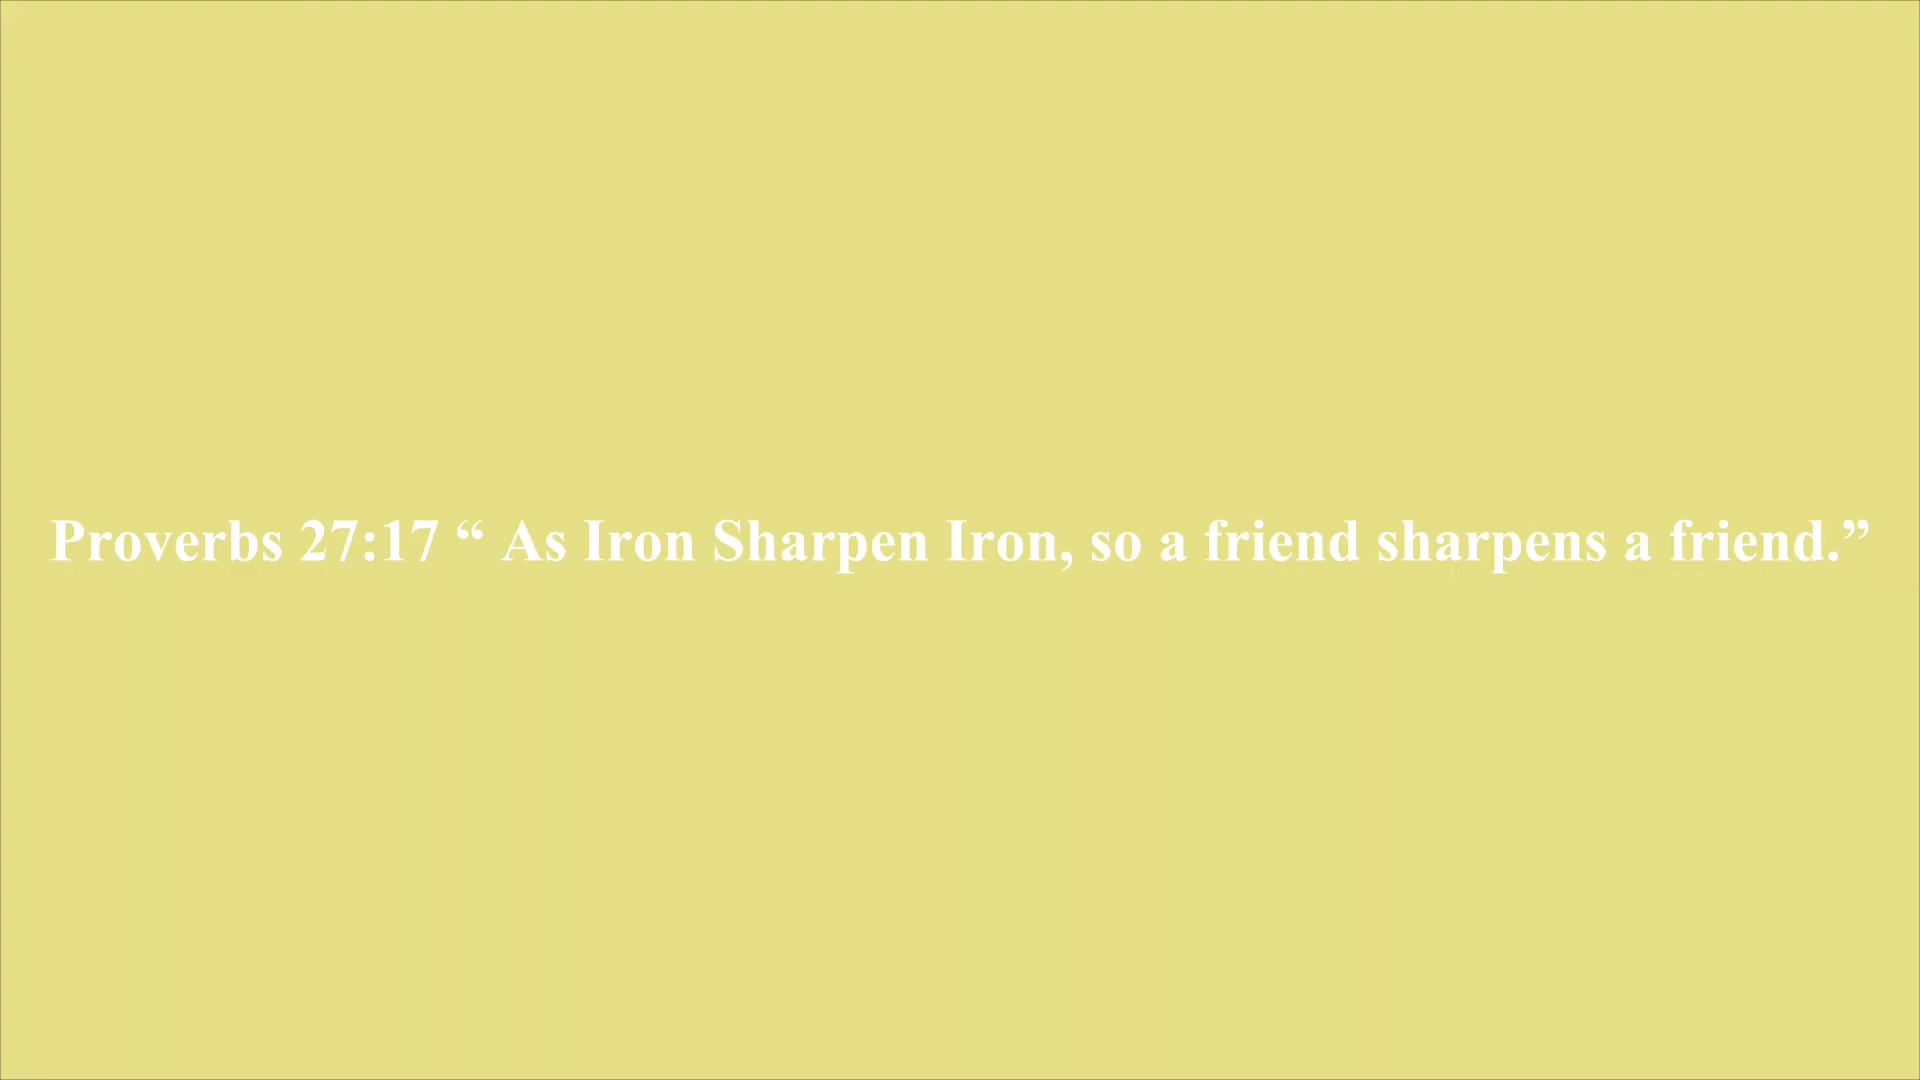 Proverbs 27:17 “ As Iron Sharpen Iron, so a friend sharpens a friend.”